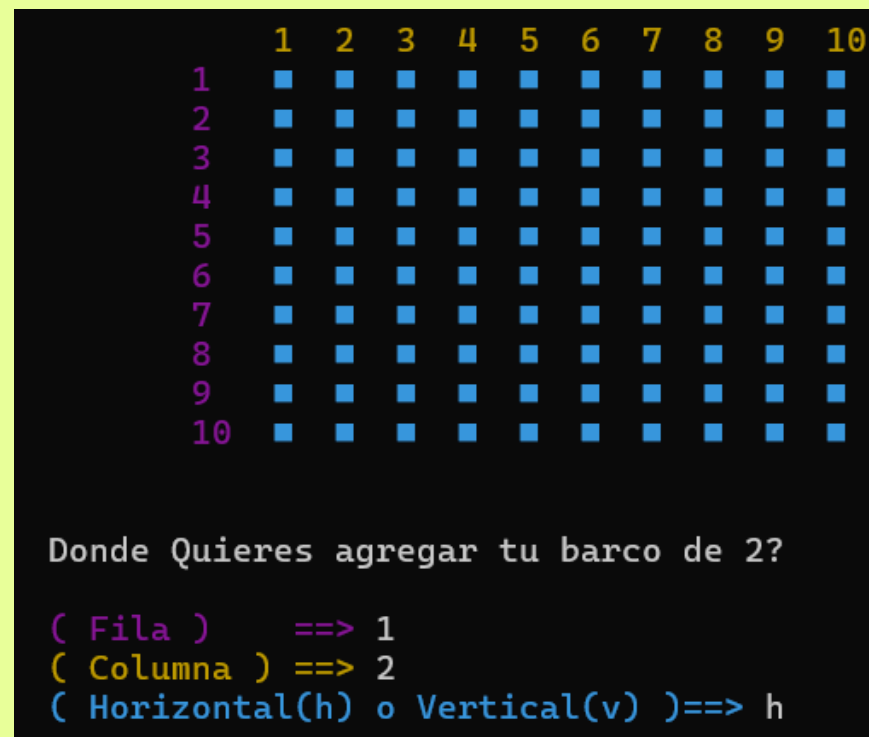 1 2 3 4 5 6 7 8 9 10
1 ■ ■ ■ ■ ■ ■ ■ ■ ■ ■
2 ■ ■ ■ ■ ■ ■ ■ ■ ■ ■
3 ■ ■ ■ ■ ■ ■ ■ ■ ■ ■
4 ■ ■ ■ ■ ■ ■ ■ ■ ■ ■
5 ■ ■ ■ ■ ■ ■ ■ ■ ■ ■
6 ■ ■ ■ ■ ■ ■ ■ ■ ■ ■
7 ■ ■ ■ ■ ■ ■ ■ ■ ■ ■
8 ■ ■ ■ ■ ■ ■ ■ ■ ■ ■
9 ■ ■ ■ ■ ■ ■ ■ ■ ■ ■
10 ■ ■ ■ ■ ■ ■ ■ ■ ■ ■
Donde Quieres agregar tu barco de 2?
( Fila ) ==> 1
( Columna ) ==> 2
( Horizontal(h) o Vertical(v) )==> h